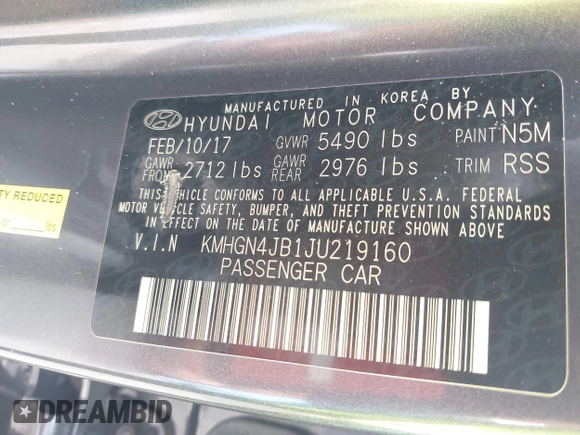 MANUFACTURED IN KOREA BY
HYUNDAI MOTOR COMPANY
FEB/10/17 GVWR 5490 lbs PAINT N5M
GAWR FRONT 2712 lbs GAWR REAR 2976 lbs TRIM RSS
THIS VEHICLE CONFORMS TO ALL APPLICABLE U.S.A. FEDERAL
MOTOR VEHICLE SAFETY, BUMPER, AND THEFT PREVENTION STANDARDS
IN EFFECT ON THE DATE OF MANUFACTURE SHOWN ABOVE
V.I.N KMHGN4JB1JU219160
PASSENGER CAR
REDUCED
or lbs
DREAMBID